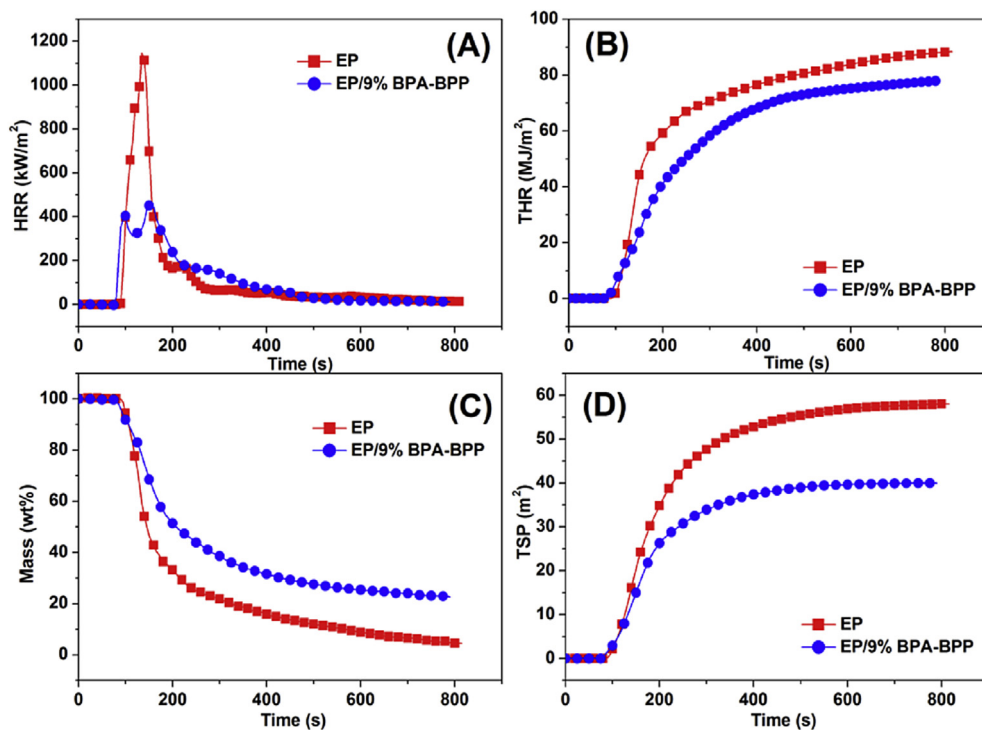 (A)
EP
EP/9% BPA-BPP
HRR (kW/m²)
1200
1000
800
600
400
200
0
0 200 400 600 800
Time (s)
(B)
EP
EP/9% BPA-BPP
THR (MJ/m²)
100
80
60
40
20
0
0 200 400 600 800
Time (s)
(C)
EP
EP/9% BPA-BPP
Mass (wt%)
100
80
60
40
20
0
0 200 400 600 800
Time (s)
(D)
EP
EP/9% BPA-BPP
TSP (m²)
60
50
40
30
20
10
0
0 200 400 600 800
Time (s)